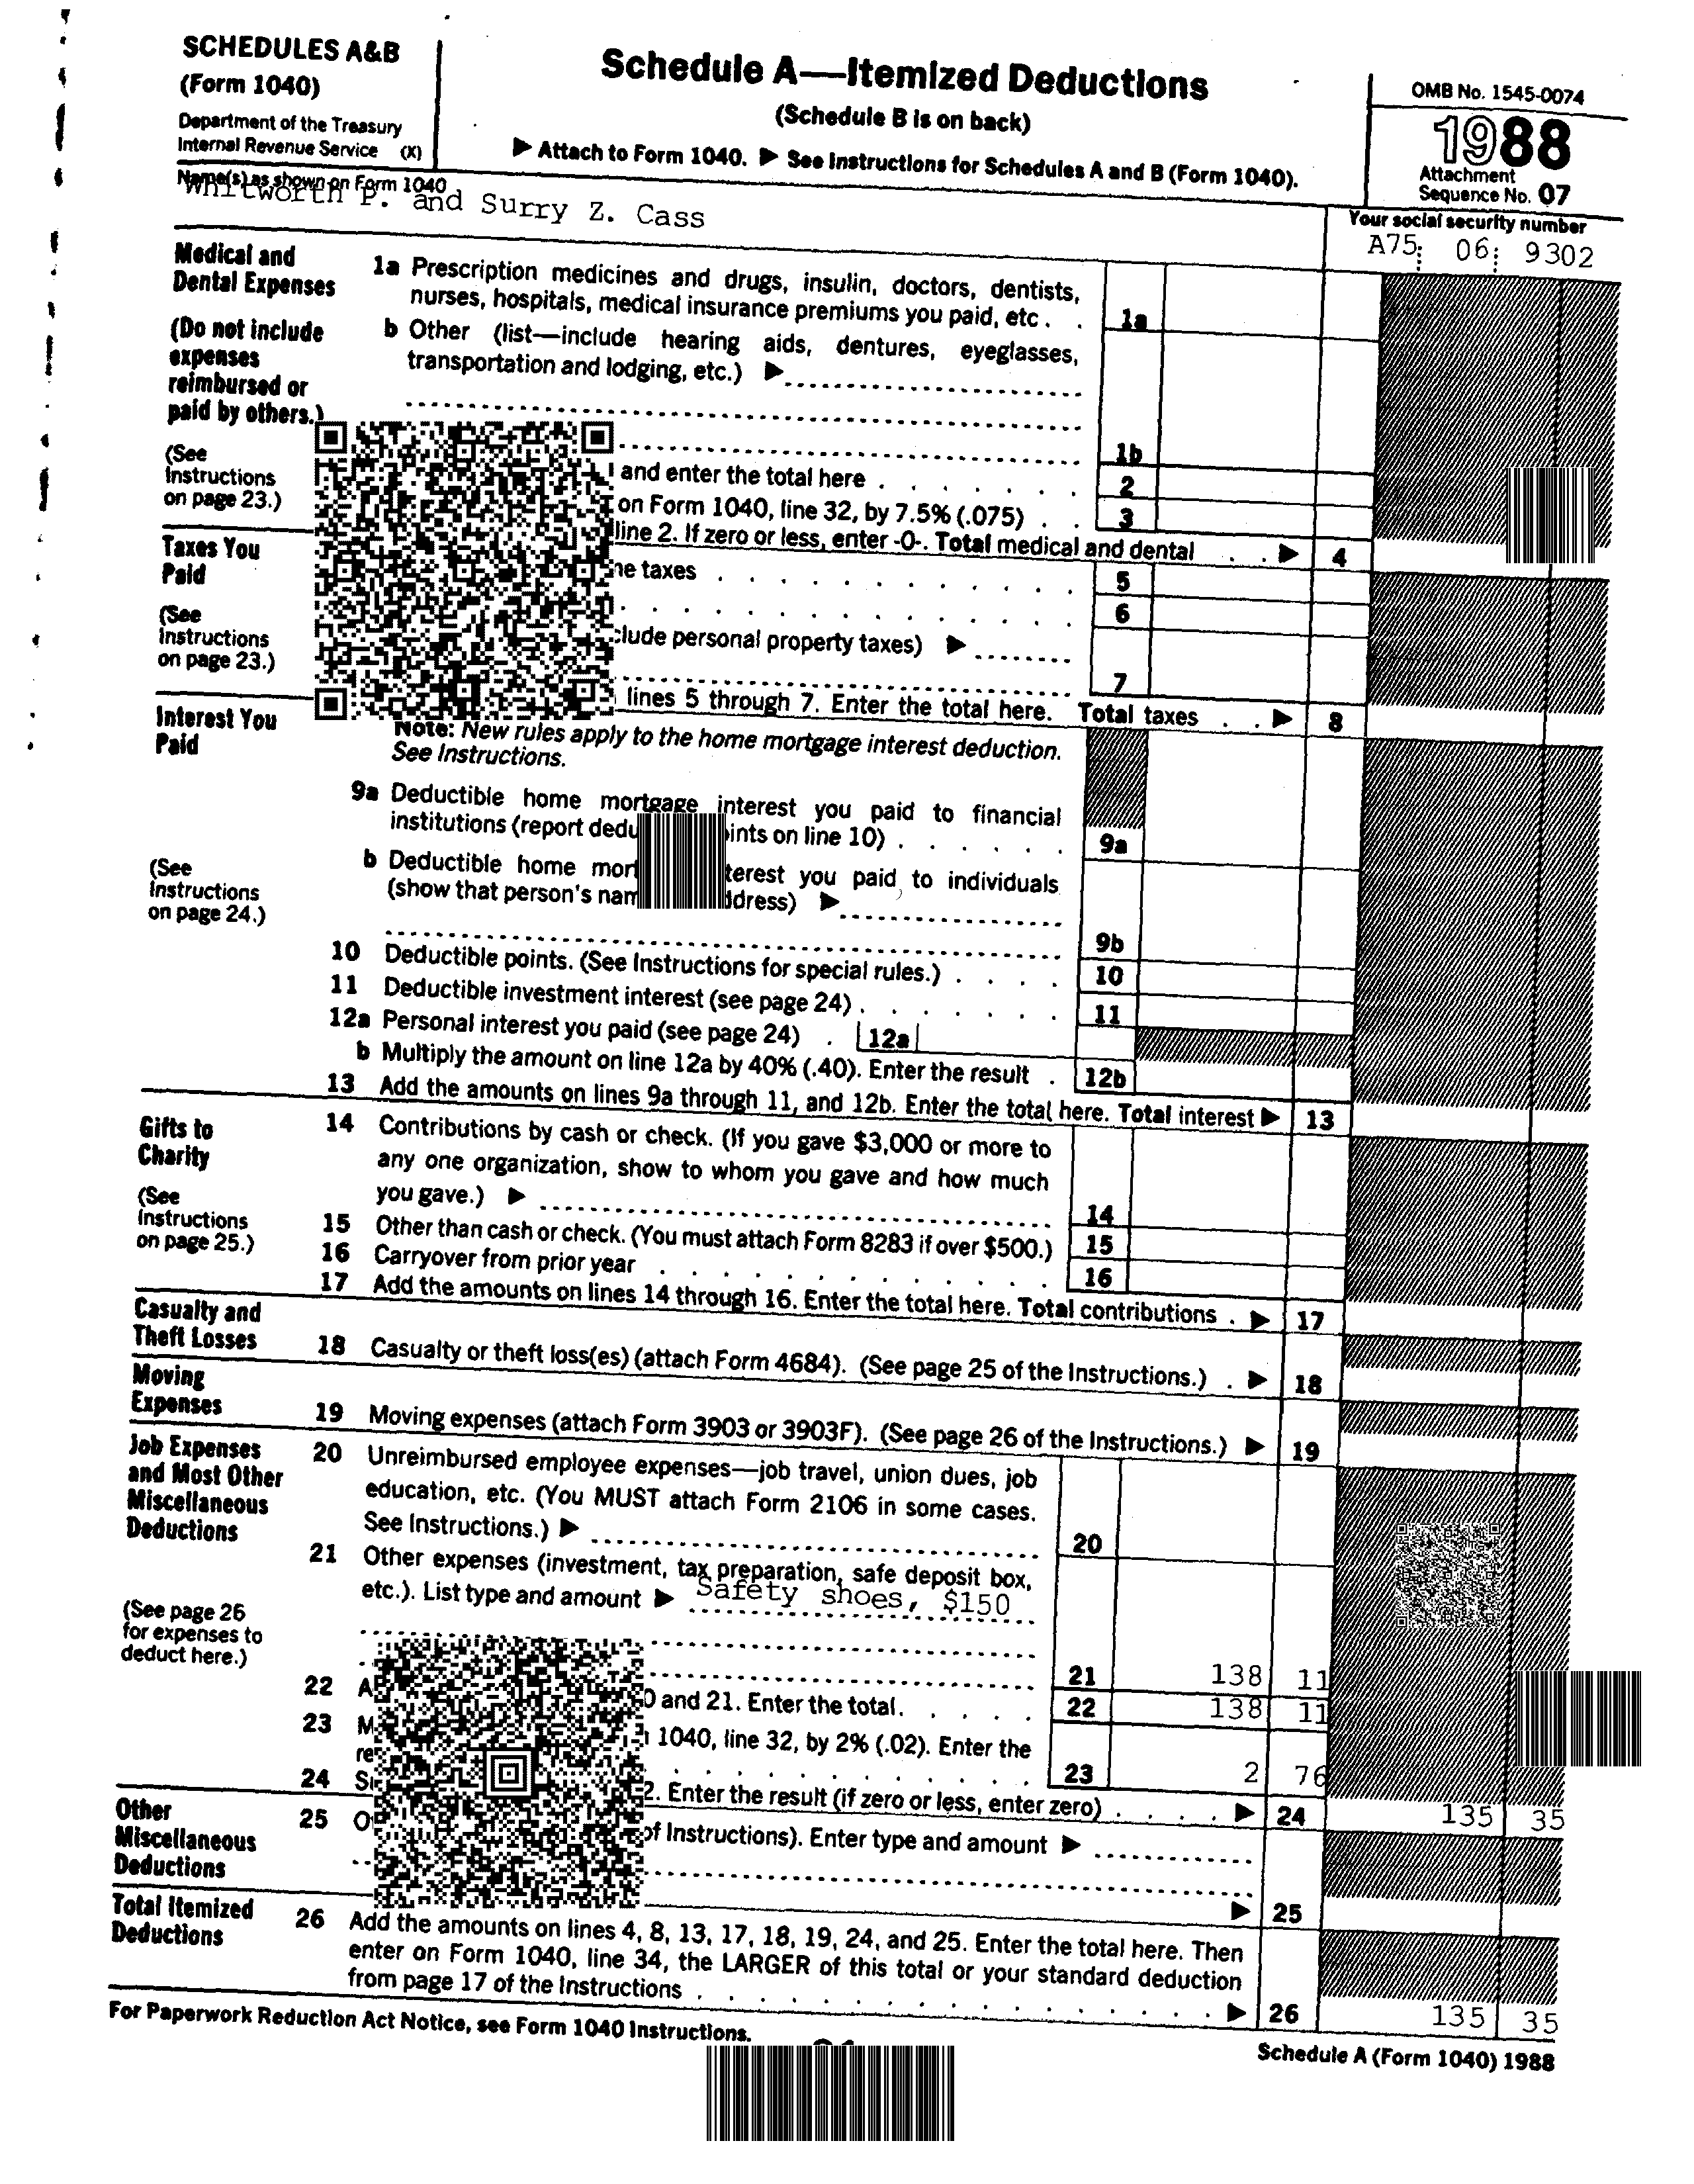 SCHEDULES A&B
(Form 1040)
Department of the Treasury
Internal Revenue Service (X)
Schedule A—Itemized Deductions
(Schedule B is on back)
▶ Attach to Form 1040. ▶ See Instructions for Schedules A and B (Form 1040).
OMB No. 1545-0074
1988
Attachment
Sequence No. 07
Name(s) as shown on Form 1040
Whitworth P. and Surry Z. Cass
Your social security number
A75 06 9302
Medical and
Dental Expenses
(Do not include
expenses
reimbursed or
paid by others.)
(See
Instructions
on page 23.)
1a Prescription medicines and drugs, insulin, doctors, dentists,
nurses, hospitals, medical insurance premiums you paid, etc . . 1a
b Other (list—include hearing aids, dentures, eyeglasses,
transportation and lodging, etc.) ▶
1b
and enter the total here . . . . . . . 2
on Form 1040, line 32, by 7.5% (.075) . . 3
line 2. If zero or less, enter -0-. Total medical and dental . . ▶ 4
Taxes You
Paid
(See
Instructions
on page 23.)
taxes . . . . . . . . . . . . 5
. . . . . . . . . . . . . . 6
personal property taxes) ▶
7
lines 5 through 7. Enter the total here. Total taxes . . ▶ 8
Interest You
Paid
(See
Instructions
on page 24.)
Note: New rules apply to the home mortgage interest deduction.
See Instructions.
9a Deductible home mortgage interest you paid to financial
institutions (report on line 10) . . . . . . 9a
b Deductible home you paid to individuals
(show that person's ▶
9b
10 Deductible points. (See Instructions for special rules.) . . . . 10
11 Deductible investment interest (see page 24) . . . . . . . 11
12a Personal interest you paid (see page 24) . 12a
b Multiply the amount on line 12a by 40% (.40). Enter the result . 12b
13 Add the amounts on lines 9a through 11, and 12b. Enter the total here. Total interest ▶ 13
Gifts to
Charity
(See
Instructions
on page 25.)
14 Contributions by cash or check. (If you gave $3,000 or more to
any one organization, show to whom you gave and how much
you gave.) ▶ 14
15 Other than cash or check. (You must attach Form 8283 if over $500.) 15
16 Carryover from prior year . . . . . . . . . . . . . 16
17 Add the amounts on lines 14 through 16. Enter the total here. Total contributions . ▶ 17
Casualty and
Theft Losses
18 Casualty or theft loss(es) (attach Form 4684). (See page 25 of the Instructions.) . ▶ 18
Moving
Expenses
19 Moving expenses (attach Form 3903 or 3903F). (See page 26 of the Instructions.) ▶ 19
Job Expenses
and Most Other
Miscellaneous
Deductions
(See page 26
for expenses to
deduct here.)
20 Unreimbursed employee expenses—job travel, union dues, job
education, etc. (You MUST attach Form 2106 in some cases.
See Instructions.) ▶ 20
21 Other expenses (investment, tax preparation, safe deposit box,
etc.). List type and amount ▶ Safety shoes, $150
21 138 11
22 and 21. Enter the total. . . . . 22 138 11
23 1040, line 32, by 2% (.02). Enter the
. . . . . . . . . . . . 23 2 76
24 Enter the result (if zero or less, enter zero) . . . . ▶ 24 135 35
Other
Miscellaneous
Deductions
25 of Instructions). Enter type and amount ▶
▶ 25
Total Itemized
Deductions
26 Add the amounts on lines 4, 8, 13, 17, 18, 19, 24, and 25. Enter the total here. Then
enter on Form 1040, line 34, the LARGER of this total or your standard deduction
from page 17 of the Instructions . . . . . . . . . . . . . . . . . ▶ 26 135 35
For Paperwork Reduction Act Notice, see Form 1040 Instructions.
Schedule A (Form 1040) 1988